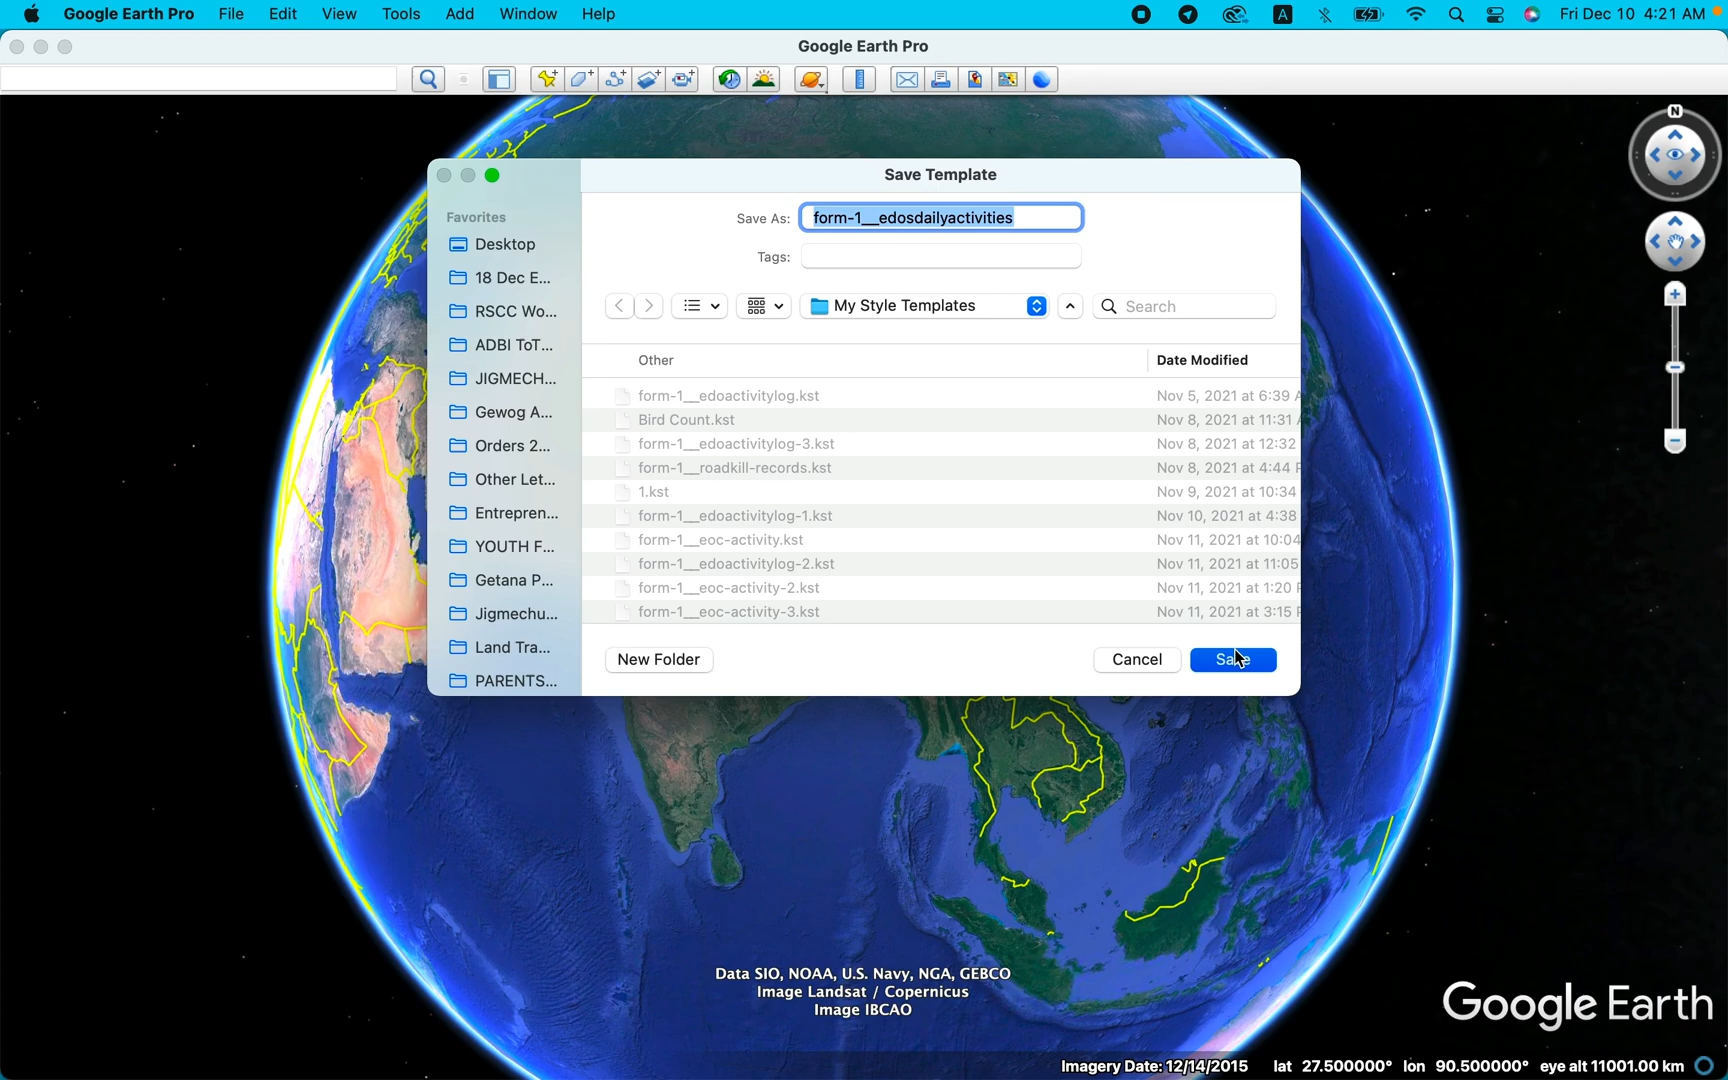 Google Earth Pro File Edit View Tools Add Window Help A Fri Dec 10 4:21 AM
Google Earth Pro
N
Save Template
Save As: form-1__edosdailyactivities
Tags:
My Style Templates
Search
Favorites
Desktop
18 Dec E...
RSCC Wo...
ADBI ToT...
JIGMECH...
Gewog A...
Orders 2...
Other Let...
Entrepren...
YOUTH F...
Getana P...
Jigmechu...
Land Tra...
PARENTS...
Other Date Modified
form-1__edoactivitylog.kst Nov 5, 2021 at 6:39
Bird Count.kst Nov 8, 2021 at 11:31
form-1__edoactivitylog-3.kst Nov 8, 2021 at 12:32
form-1__roadkill-records.kst Nov 8, 2021 at 4:44
1.kst Nov 9, 2021 at 10:34
form-1__edoactivitylog-1.kst Nov 10, 2021 at 4:38
form-1__eoc-activity.kst Nov 11, 2021 at 10:04
form-1__edoactivitylog-2.kst Nov 11, 2021 at 11:05
form-1__eoc-activity-2.kst Nov 11, 2021 at 1:20
form-1__eoc-activity-3.kst Nov 11, 2021 at 3:15
New Folder Cancel Save
Data SIO, NOAA, U.S. Navy, NGA, GEBCO
Image Landsat / Copernicus
Image IBCAO
Google Earth
Imagery Date: 12/14/2015 lat 27.500000° lon 90.500000° eye alt 11001.00 km